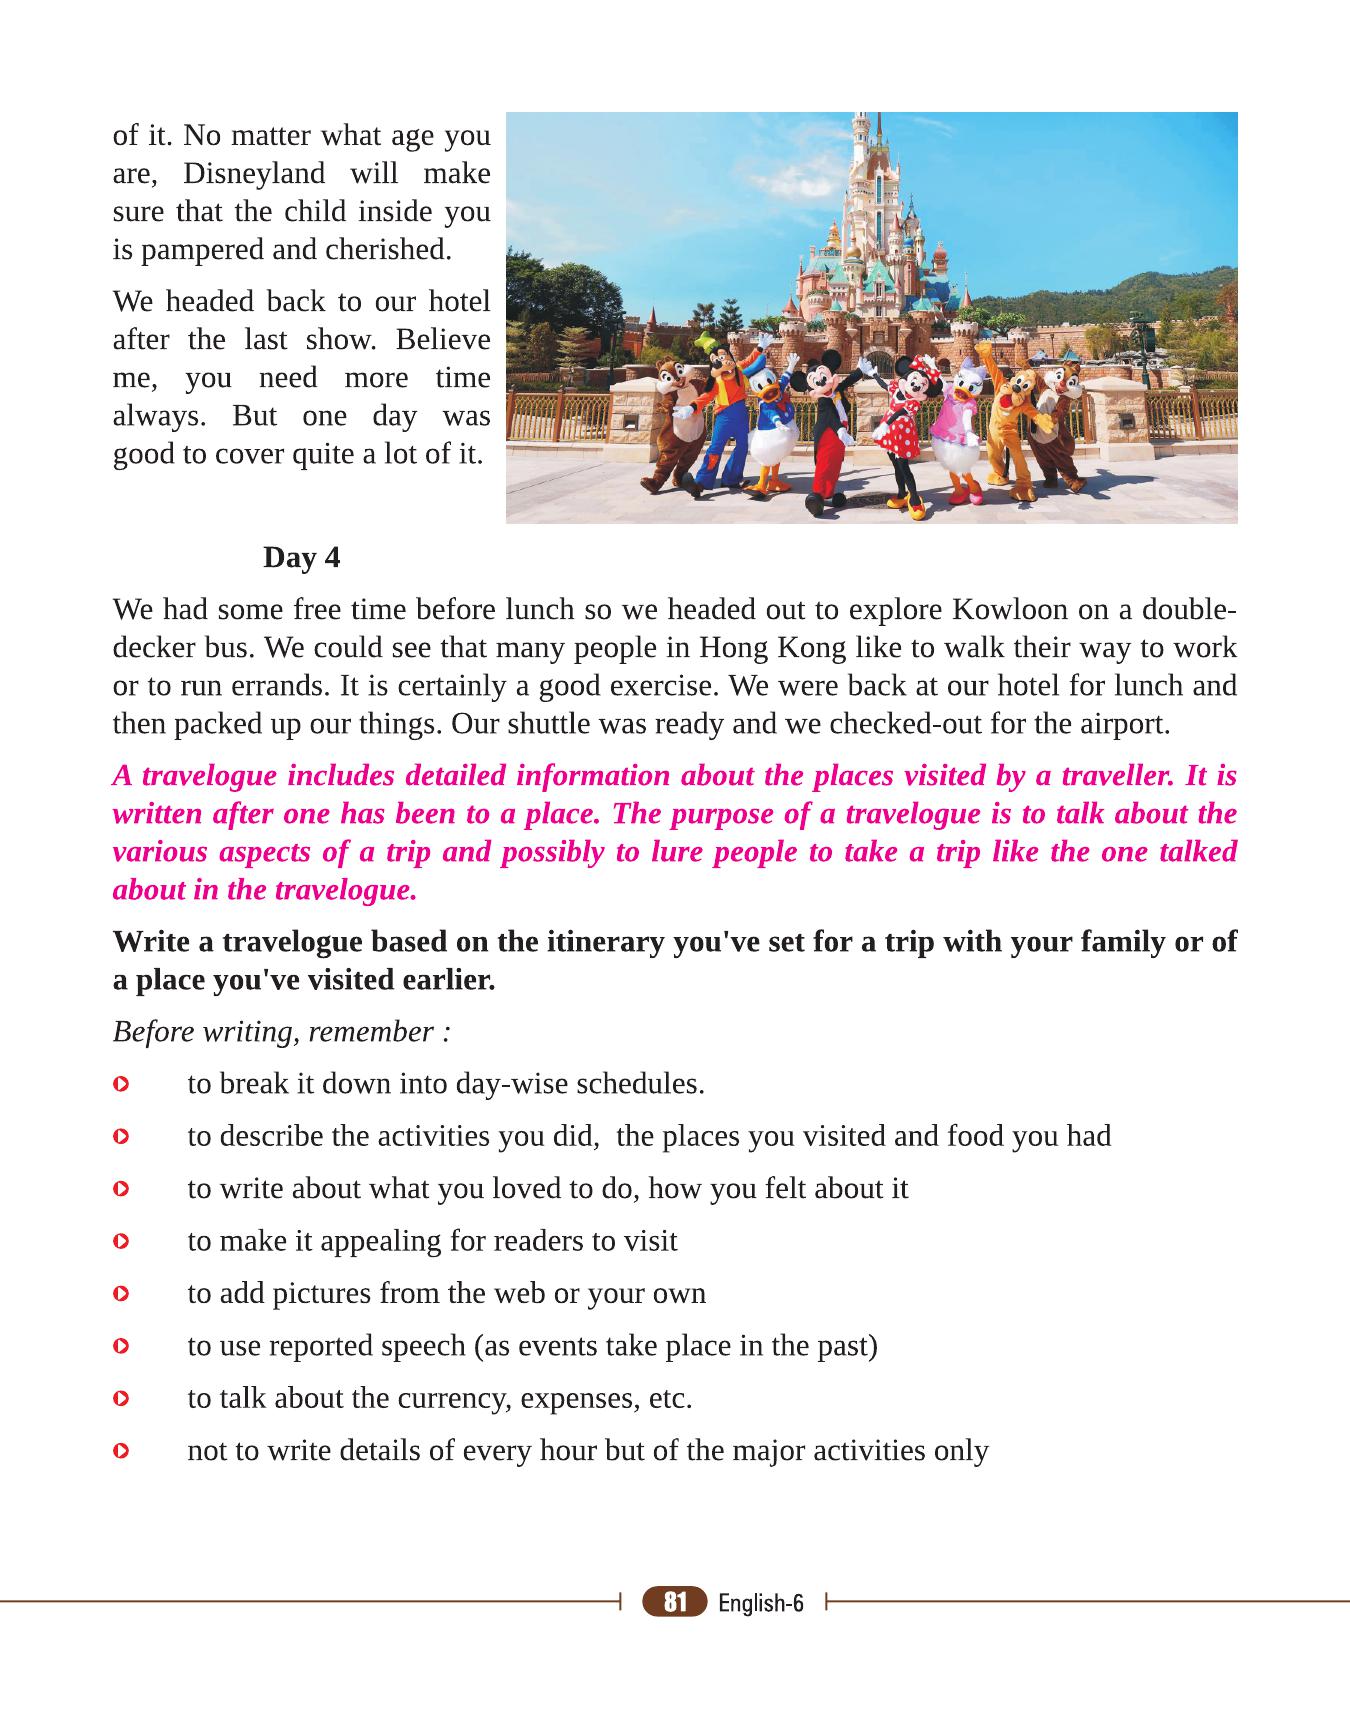 of it. No matter what age you
are, Disneyland will make
sure that the child inside you
is pampered and cherished.
We headed back to our hotel
after the last show. Believe
me, you need more time
always. But one day was
good to cover quite a lot of it.
Day 4
We had some free time before lunch so we headed out to explore Kowloon on a double-
decker bus. We could see that many people in Hong Kong like to walk their way to work
or to run errands. It is certainly a good exercise. We were back at our hotel for lunch and
then packed up our things. Our shuttle was ready and we checked-out for the airport.
A travelogue includes detailed information about the places visited by a traveller. It is
written after one has been to a place. The purpose of a travelogue is to talk about the
various aspects of a trip and possibly to lure people to take a trip like the one talked
about in the travelogue.
Write a travelogue based on the itinerary you've set for a trip with your family or of
a place you've visited earlier.
Before writing, remember :
to break it down into day-wise schedules.
to describe the activities you did, the places you visited and food you had
to write about what you loved to do, how you felt about it
to make it appealing for readers to visit
to add pictures from the web or your own
to use reported speech (as events take place in the past)
to talk about the currency, expenses, etc.
not to write details of every hour but of the major activities only
81 English-6